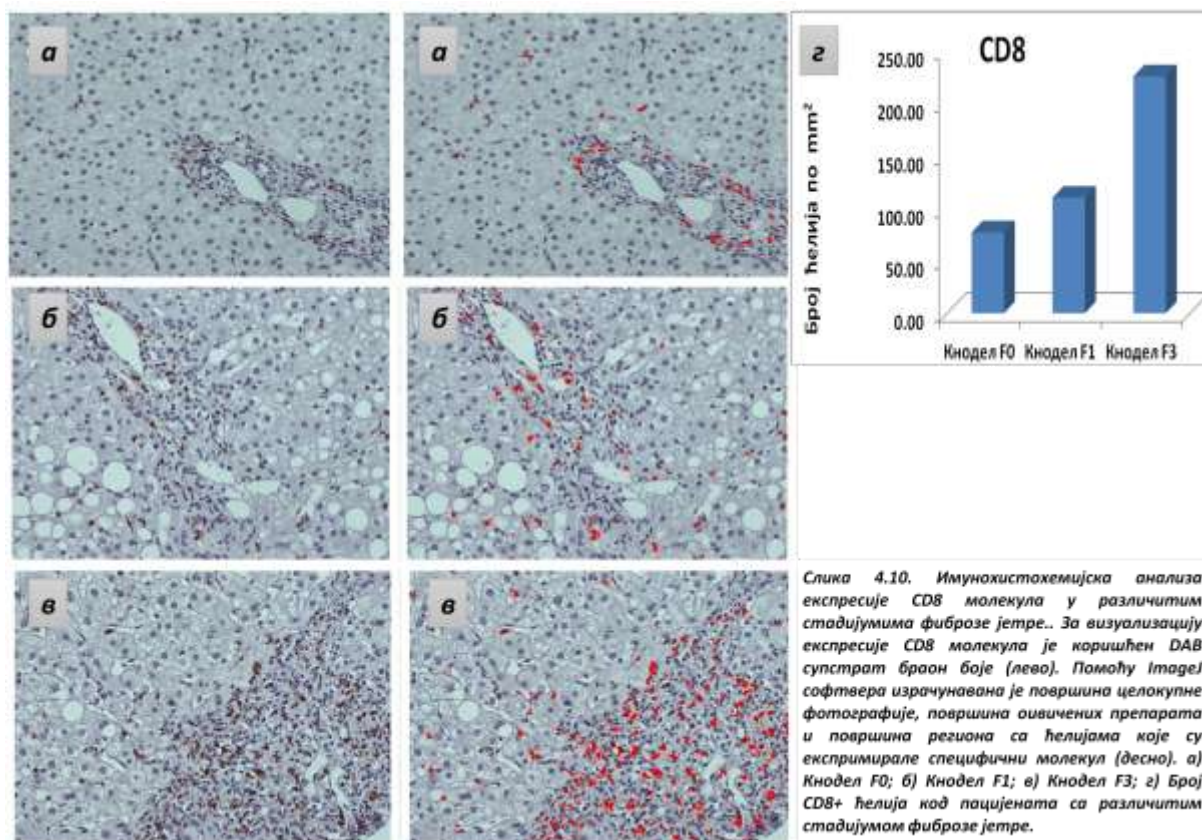 а
а
б
б
в
в
г
CD8
Број ћелија по mm²
250.00
200.00
150.00
100.00
50.00
0.00
Кнодел F0 Кнодел F1 Кнодел F3
Слика 4.10. Имунохистохемијска анализа
експресије CD8 молекула у различитим
стадијумима фиброзе јетре.. За визуализацију
експресије CD8 молекула је коришћен DAB
супстрат браон боје (лево). Помоћу ImageJ
софтвера израчунавана је површина целокупне
фотографије, површина оивичених препарата
и површина региона са ћелијама које су
експримирале специфични молекул (десно). а)
Кнодел F0; б) Кнодел F1; в) Кнодел F3; г) Број
CD8+ ћелија код пацијената са различитим
стадијумом фиброзе јетре.